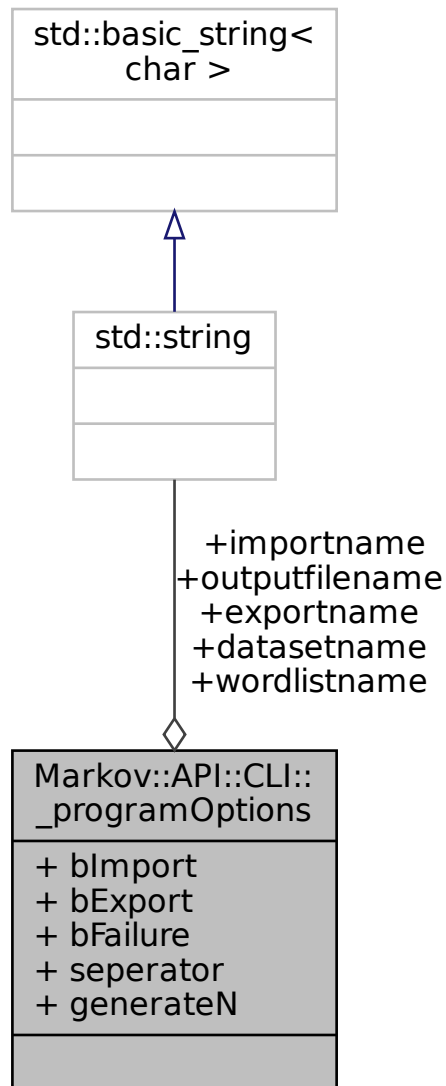 std::basic_string<
char >
std::string
+importname
+outputfilename
+exportname
+datasetname
+wordlistname
Markov::API::CLI::
_programOptions
+ bImport
+ bExport
+ bFailure
+ seperator
+ generateN